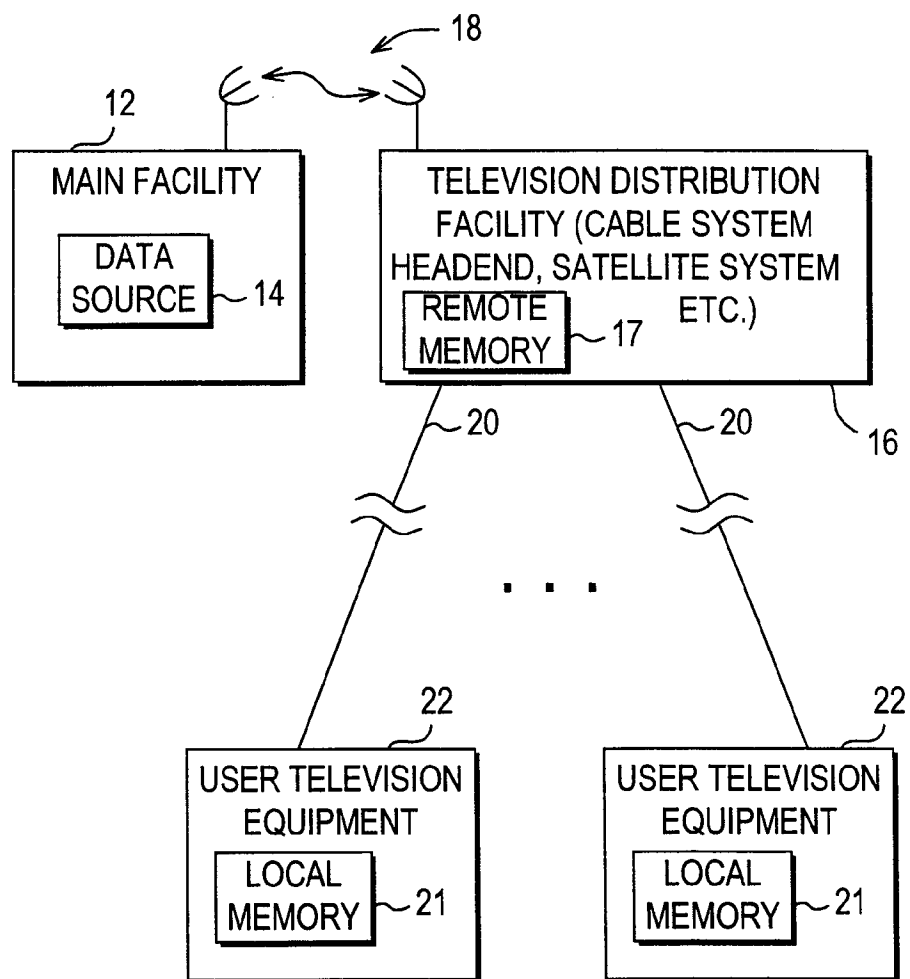 18
12
MAIN FACILITY
DATA
SOURCE
14
TELEVISION DISTRIBUTION
FACILITY (CABLE SYSTEM
HEADEND, SATELLITE SYSTEM
ETC.)
REMOTE
MEMORY
17
16
20
20
22
USER TELEVISION
EQUIPMENT
LOCAL
MEMORY
21
22
USER TELEVISION
EQUIPMENT
LOCAL
MEMORY
21